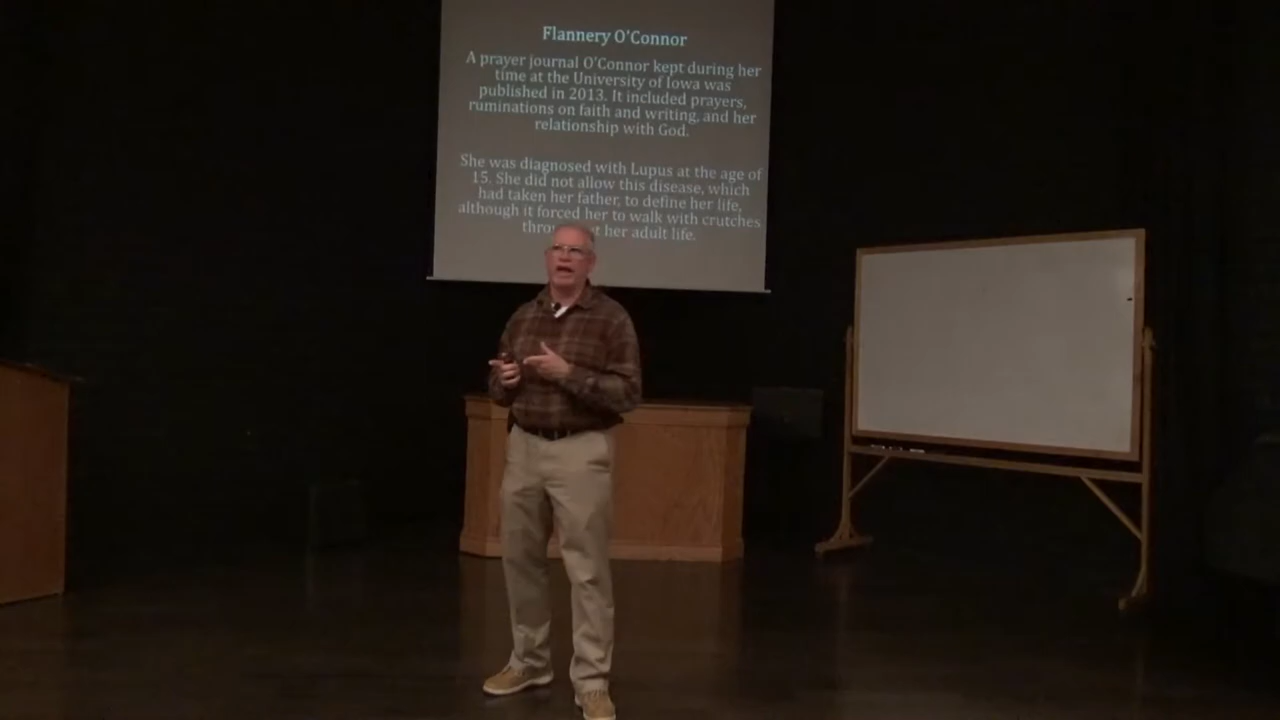 Flannery O'Connor
A prayer journal O'Connor kept during her
time at the University of Iowa was
published in 2013. It included prayers,
ruminations on faith and writing, and her
relationship with God.
She was diagnosed with Lupus at the age of
15. She did not allow this disease, which
had taken her father, to define her life,
although it forced her to walk with crutches
her adult life.